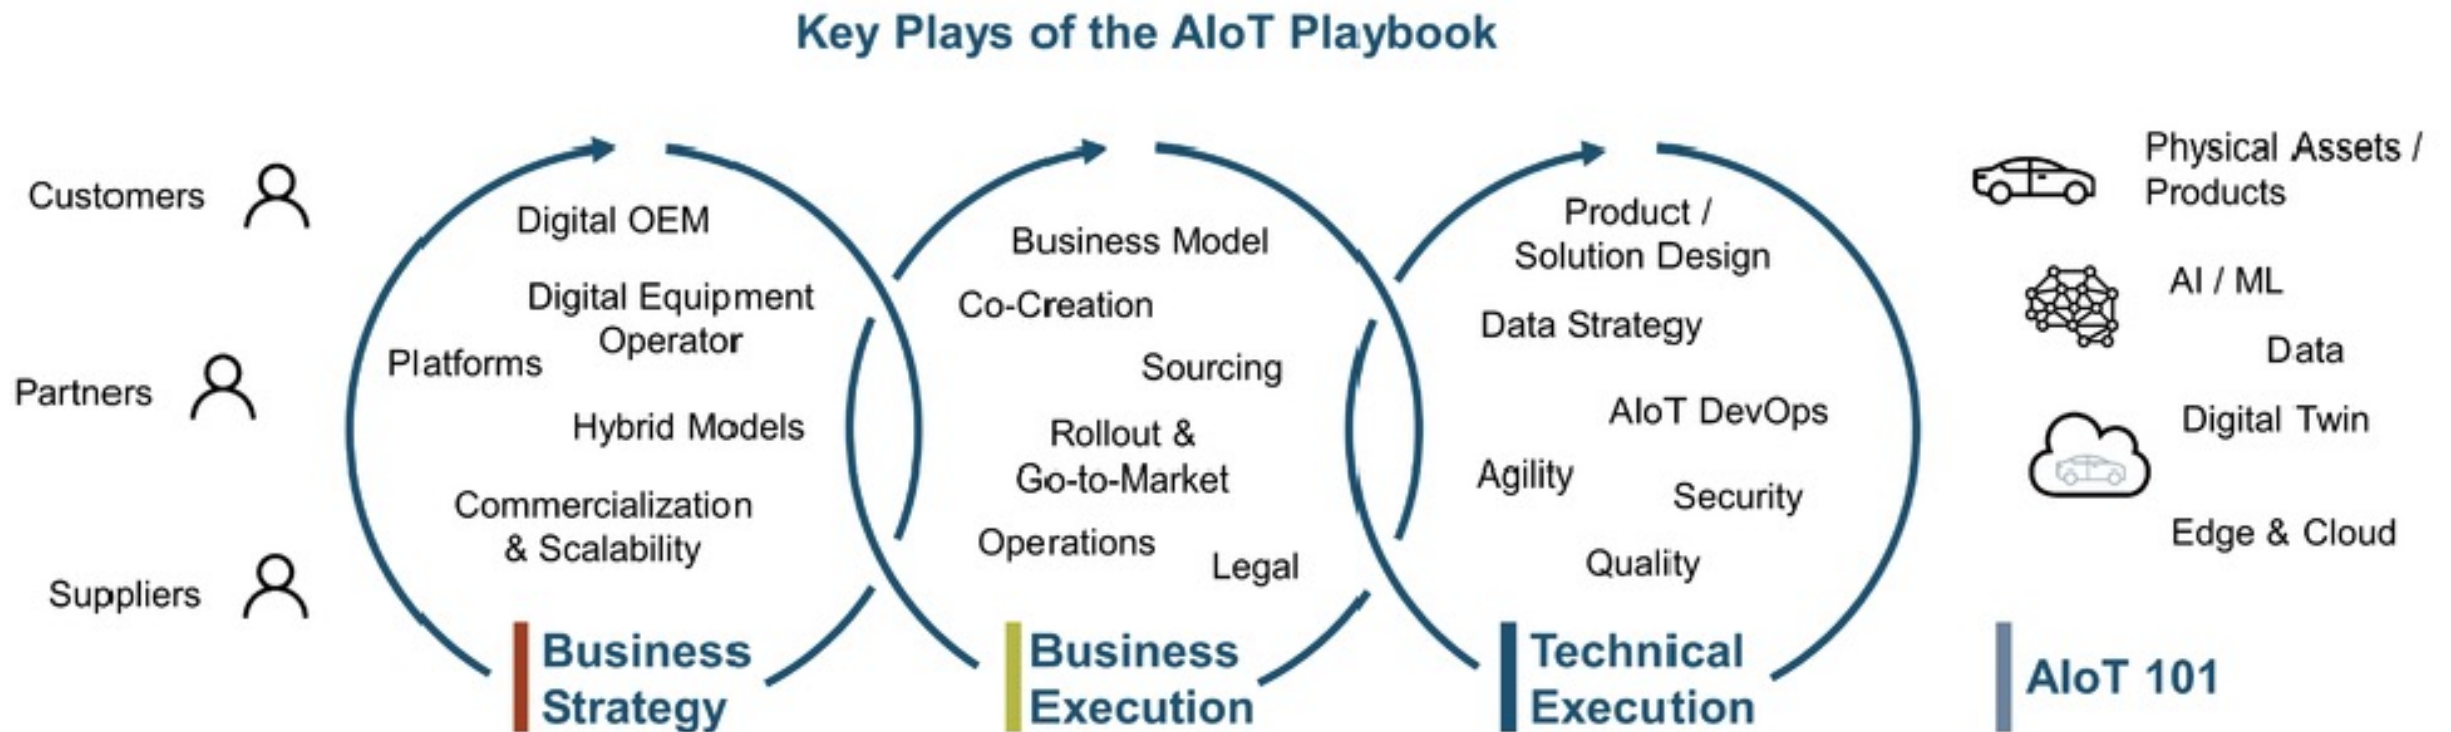 Key Plays of the AIoT Playbook
Customers
Partners
Suppliers
Digital OEM
Digital Equipment
Operator
Platforms
Hybrid Models
Commercialization
& Scalability
Business
Strategy
Business Model
Co-Creation
Sourcing
Rollout &
Go-to-Market
Operations
Legal
Business
Execution
Product /
Solution Design
Data Strategy
AIoT DevOps
Agility
Security
Quality
Technical
Execution
Physical Assets /
Products
AI / ML
Data
Digital Twin
Edge & Cloud
AIoT 101